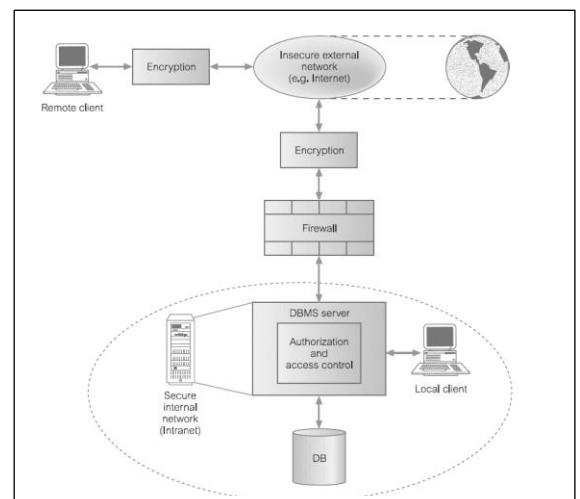 Insecure external
network
(e.g. Internet)
Encryption
Remote client
Encryption
Firewall
DBMS server
Authorization
and
access control
Secure
internal
network
(Intranet)
Local client
DB